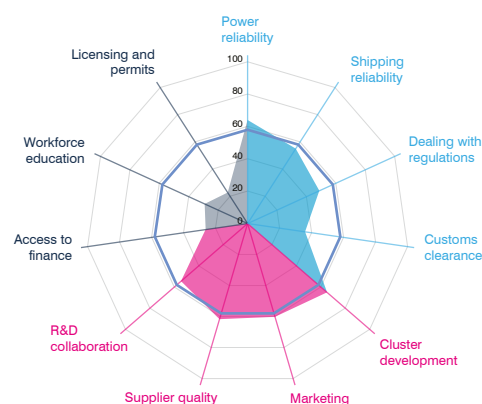 Power
reliability
Licensing and
permits
Shipping
reliability
100
80
60
40
20
0
Workforce
education
Dealing with
regulations
Access to
finance
Customs
clearance
R&D
collaboration
Cluster
development
Supplier quality
Marketing